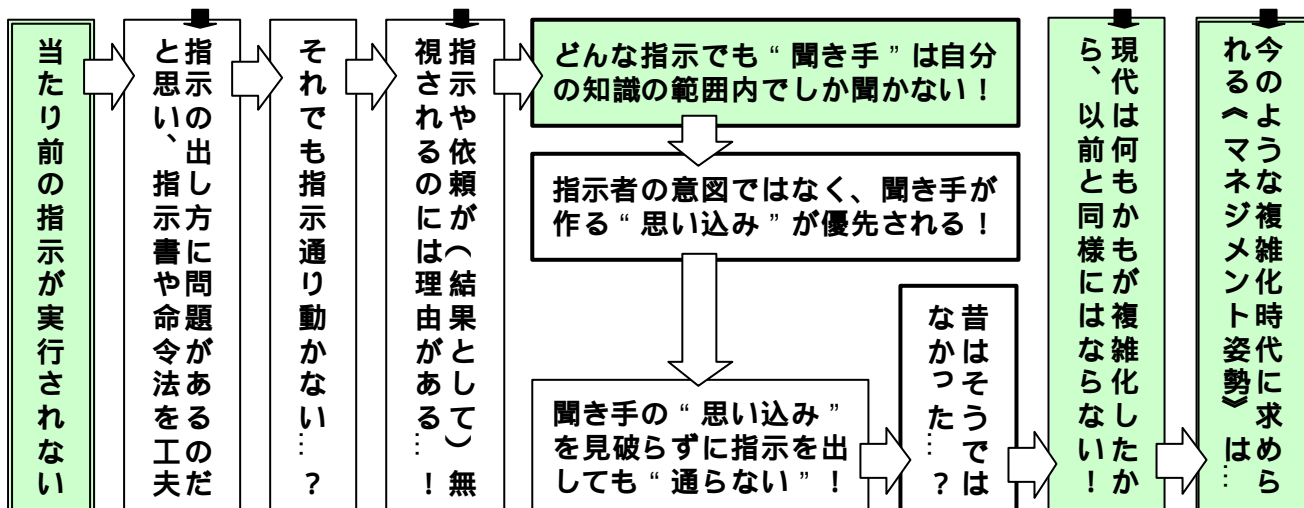 当たり前の指示が実行されない
指示の出し方に問題があるのだ
と思い、指示書や命令法を工夫
それでも指示通り動かない…？
指示や依頼が（結果として）無
視されるのには理由がある…！
どんな指示でも“聞き手”は自分
の知識の範囲内でしか聞かない！
指示者の意図ではなく、聞き手が
作る“思い込み”が優先される！
聞き手の“思い込み”
を見破らずに指示を出
しても“通らない”！
昔はそうでは
なかった…？
現代は何もかもが複雑化したか
ら、以前と同様にはならない！
今のような複雑化時代に求めら
れる《マネジメント姿勢》は…